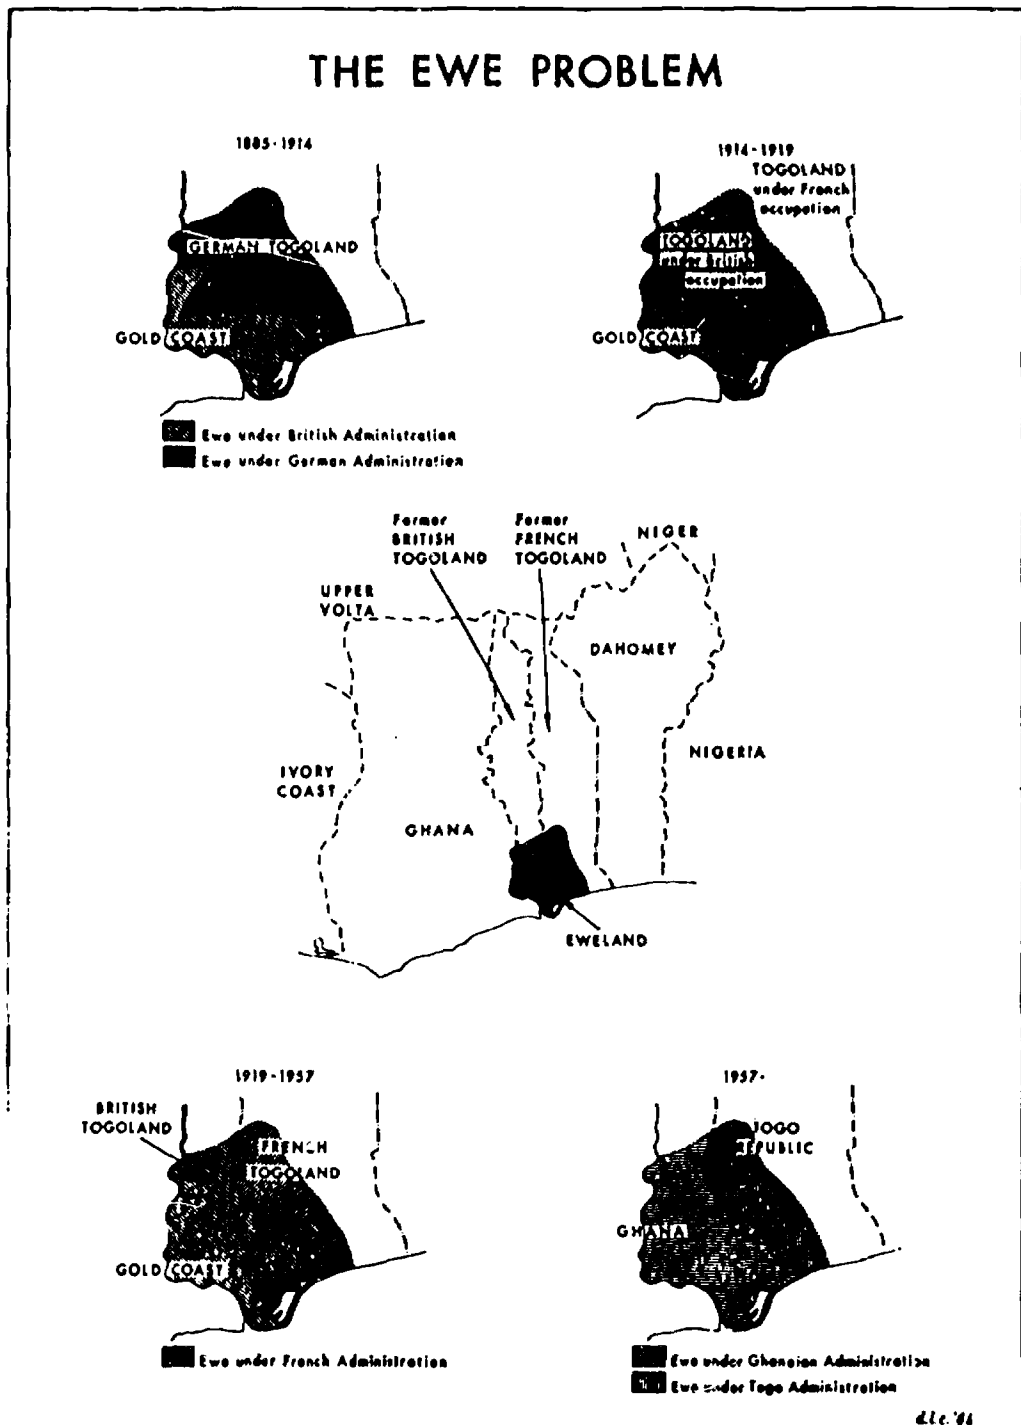 THE EWE PROBLEM
1885-1914
GERMAN TOGOLAND
GOLD COAST
Ewe under British Administration
Ewe under German Administration
1914-1919
TOGOLAND
under French
occupation
TOGOLAND
under British
occupation
GOLD COAST
Former
BRITISH
TOGOLAND
Former
FRENCH
TOGOLAND
NIGER
UPPER
VOLTA
DAHOMEY
NIGERIA
IVORY
COAST
GHANA
EWELAND
1919-1957
BRITISH
TOGOLAND
FRENCH
TOGOLAND
GOLD COAST
Ewe under French Administration
1957-
TOGO
REPUBLIC
GHANA
Ewe under Ghanaian Administration
Ewe under Togo Administration